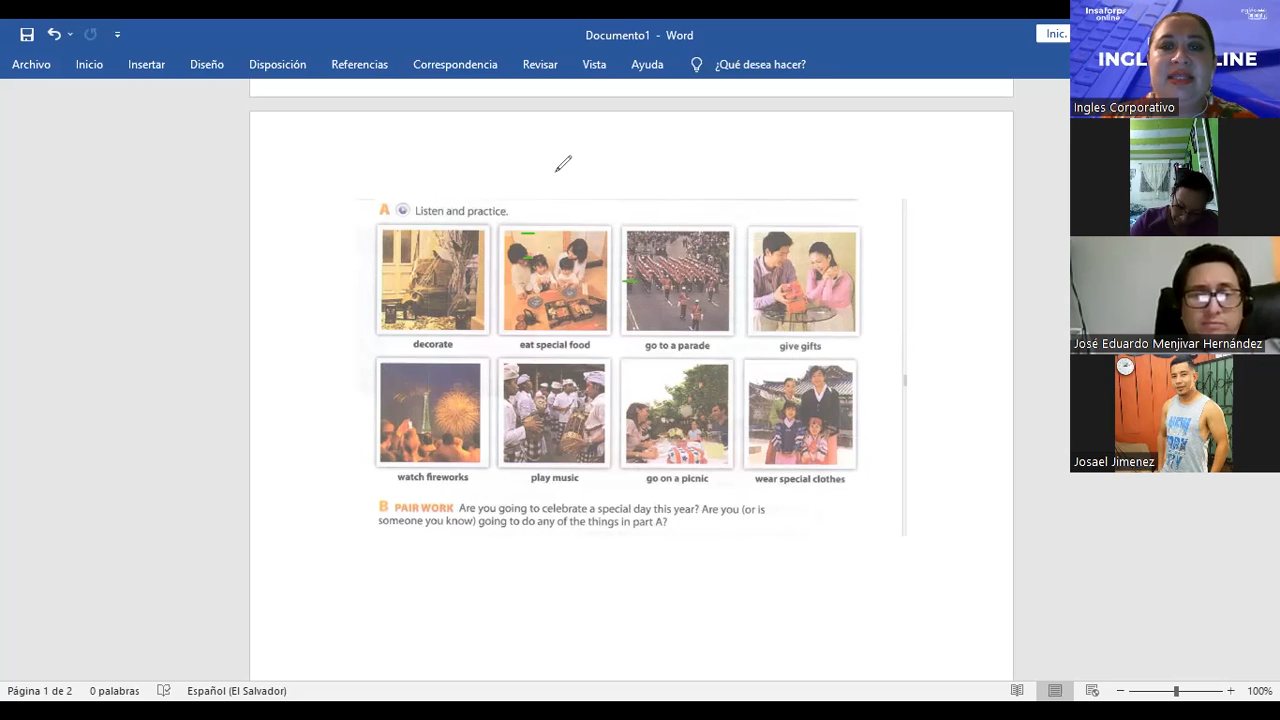 Documento1 - Word
Inic.
Archivo Inicio Insertar Diseño Disposición Referencias Correspondencia Revisar Vista Ayuda ¿Qué desea hacer?
Insaforp
online
INGL LINE
Ingles Corporativo
José Eduardo Menjivar Hernández
Josael Jimenez
A Listen and practice.
decorate eat special food go to a parade give gifts
watch fireworks play music go on a picnic wear special clothes
B PAIR WORK Are you going to celebrate a special day this year? Are you (or is
someone you know) going to do any of the things in part A?
Página 1 de 2 0 palabras Español (El Salvador) 100%